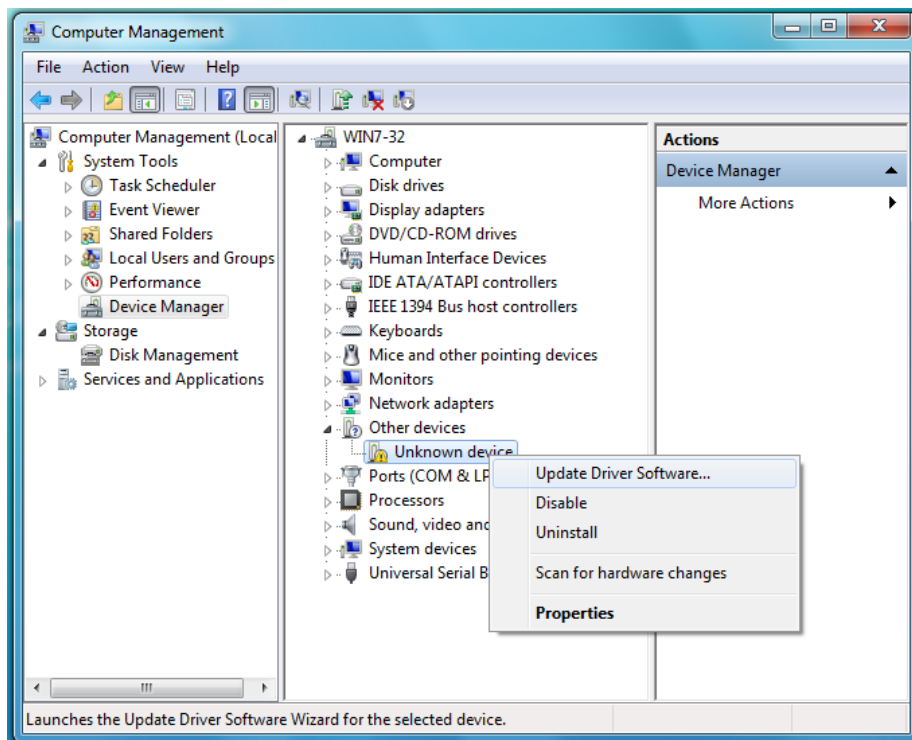 Computer Management
File Action View Help
Computer Management (Local
System Tools
Task Scheduler
Event Viewer
Shared Folders
Local Users and Groups
Performance
Device Manager
Storage
Disk Management
Services and Applications
WIN7-32
Computer
Disk drives
Display adapters
DVD/CD-ROM drives
Human Interface Devices
IDE ATA/ATAPI controllers
IEEE 1394 Bus host controllers
Keyboards
Mice and other pointing devices
Monitors
Network adapters
Other devices
Unknown device
Ports (COM & LP
Processors
Sound, video and
System devices
Universal Serial B
Update Driver Software...
Disable
Uninstall
Scan for hardware changes
Properties
Actions
Device Manager
More Actions
Launches the Update Driver Software Wizard for the selected device.